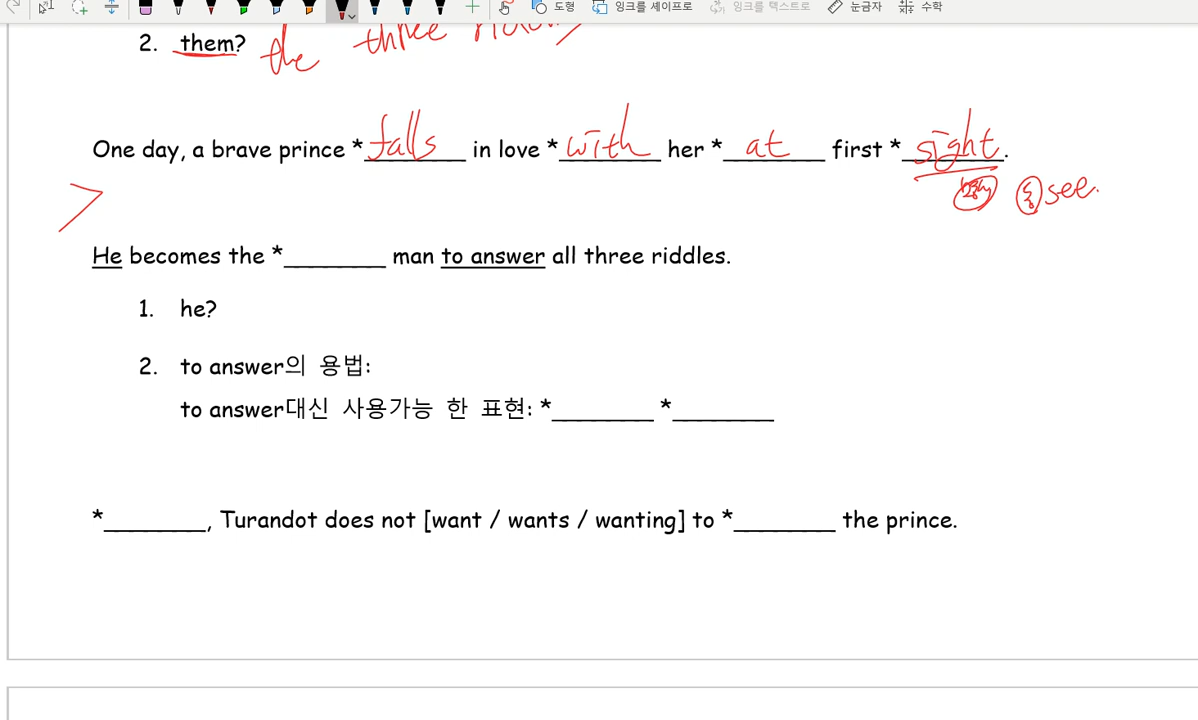 도형 잉크를 셰이프로 잉크를 텍스트로 눈금자 수학
2. them? the three
One day, a brave prince *falls in love *with her *at first *sight.
see.
He becomes the *________ man to answer all three riddles.
1. he?
2. to answer의 용법:
to answer대신 사용가능 한 표현: *________ *________
*________, Turandot does not [want / wants / wanting] to *________ the prince.